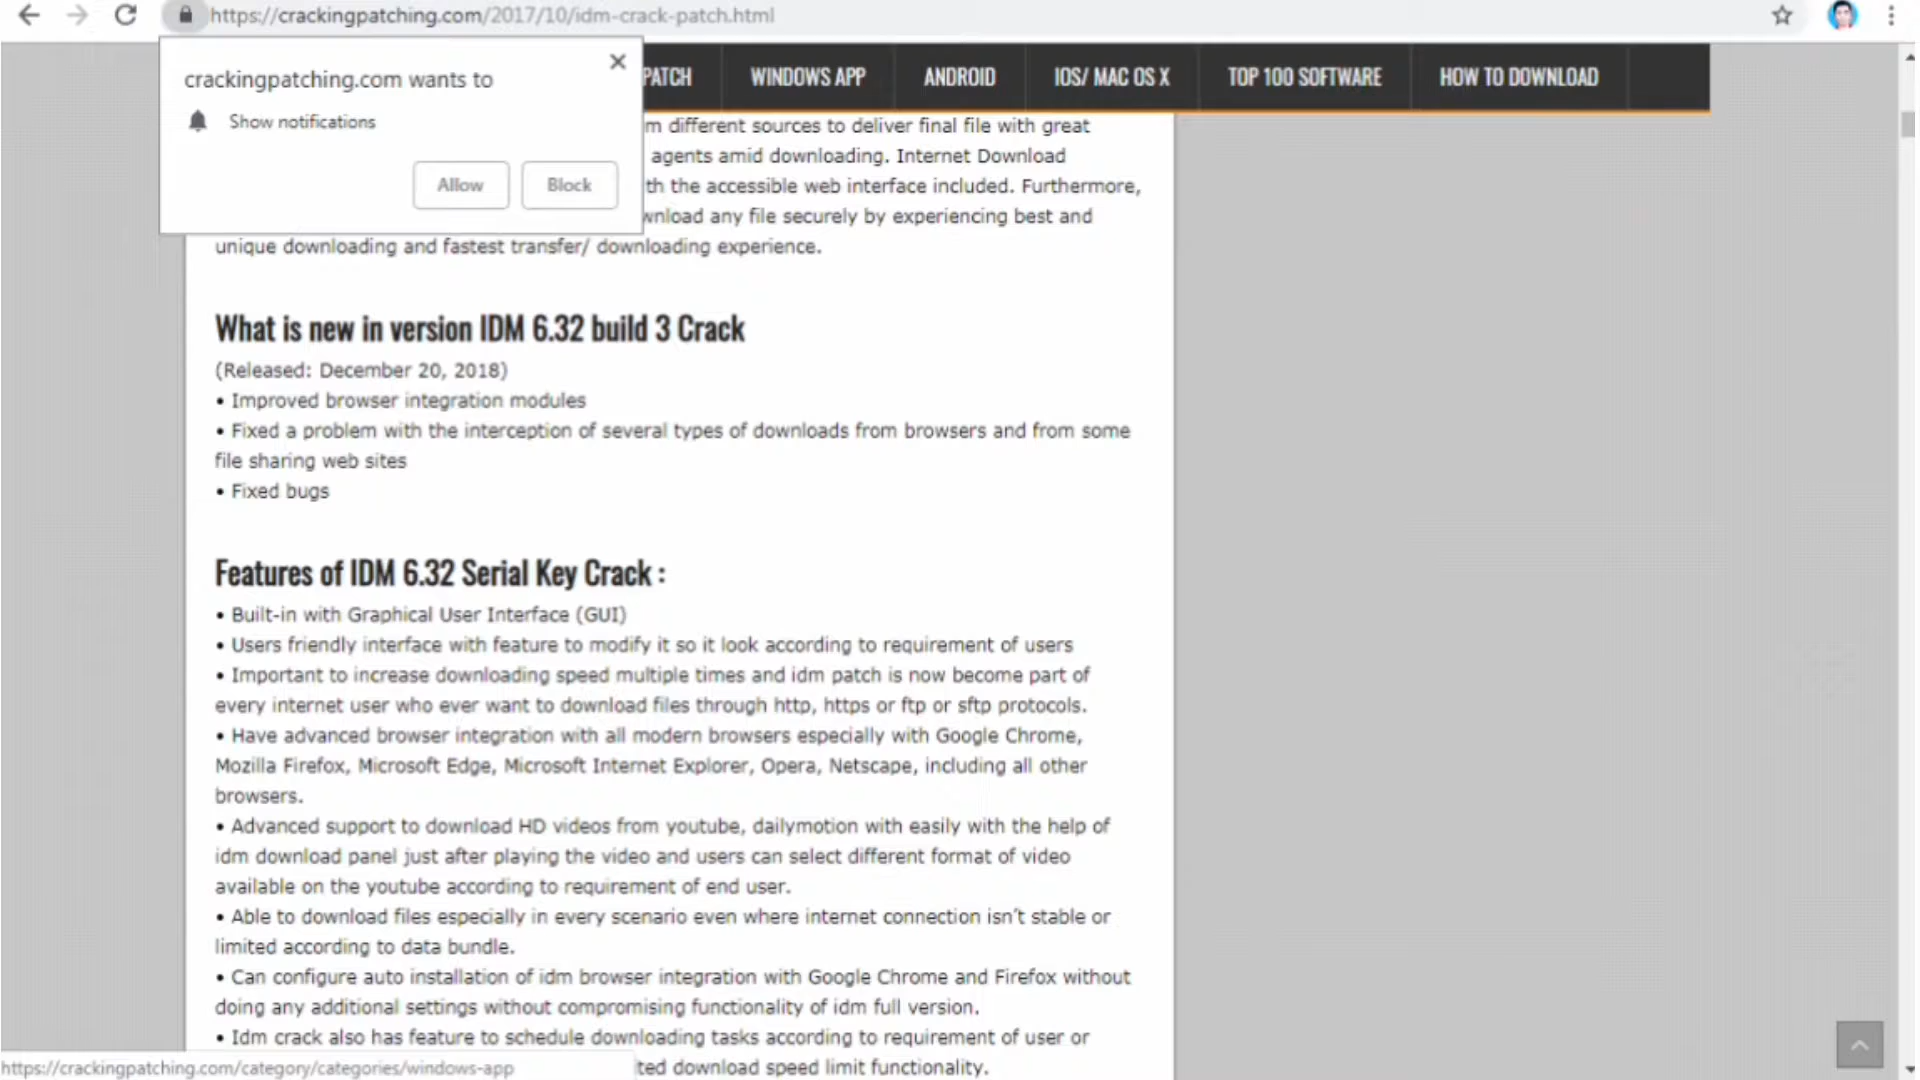 https://crackingpatching.com/2017/10/idm-crack-patch.html
crackingpatching.com wants to
Show notifications
Allow Block
PATCH WINDOWS APP ANDROID IOS/ MAC OS X TOP 100 SOFTWARE HOW TO DOWNLOAD
different sources to deliver final file with great
agents amid downloading. Internet Download
the accessible web interface included. Furthermore,
any file securely by experiencing best and
unique downloading and fastest transfer/ downloading experience.
What is new in version IDM 6.32 build 3 Crack
(Released: December 20, 2018)
• Improved browser integration modules
• Fixed a problem with the interception of several types of downloads from browsers and from some
file sharing web sites
• Fixed bugs
Features of IDM 6.32 Serial Key Crack :
• Built-in with Graphical User Interface (GUI)
• Users friendly interface with feature to modify it so it look according to requirement of users
• Important to increase downloading speed multiple times and idm patch is now become part of
every internet user who ever want to download files through http, https or ftp or sftp protocols.
• Have advanced browser integration with all modern browsers especially with Google Chrome,
Mozilla Firefox, Microsoft Edge, Microsoft Internet Explorer, Opera, Netscape, including all other
browsers.
• Advanced support to download HD videos from youtube, dailymotion with easily with the help of
idm download panel just after playing the video and users can select different format of video
available on the youtube according to requirement of end user.
• Able to download files especially in every scenario even where internet connection isn't stable or
limited according to data bundle.
• Can configure auto installation of idm browser integration with Google Chrome and Firefox without
doing any additional settings without compromising functionality of idm full version.
• Idm crack also has feature to schedule downloading tasks according to requirement of user or
download speed limit functionality.
https://crackingpatching.com/category/categories/windows-app